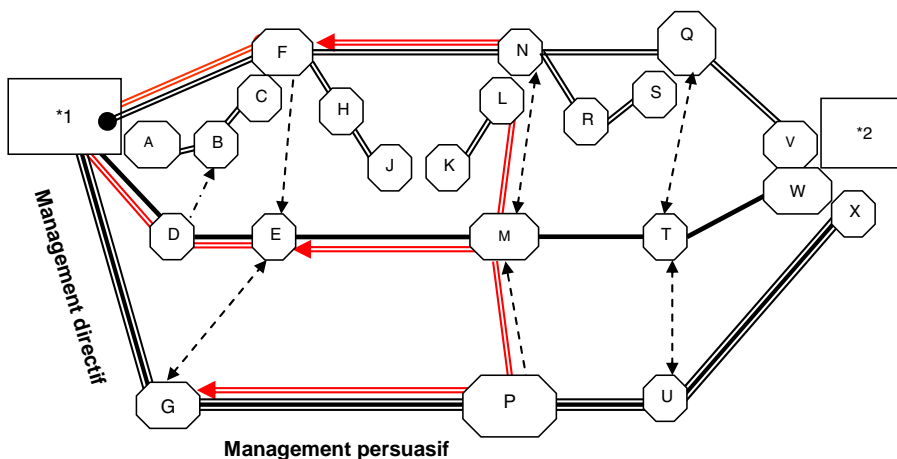 F
N
Q
C
L
S
*1
H
R
A
B
V
*2
J
K
W
X
D
E
M
T
Management directif
G
P
U
Management persuasif